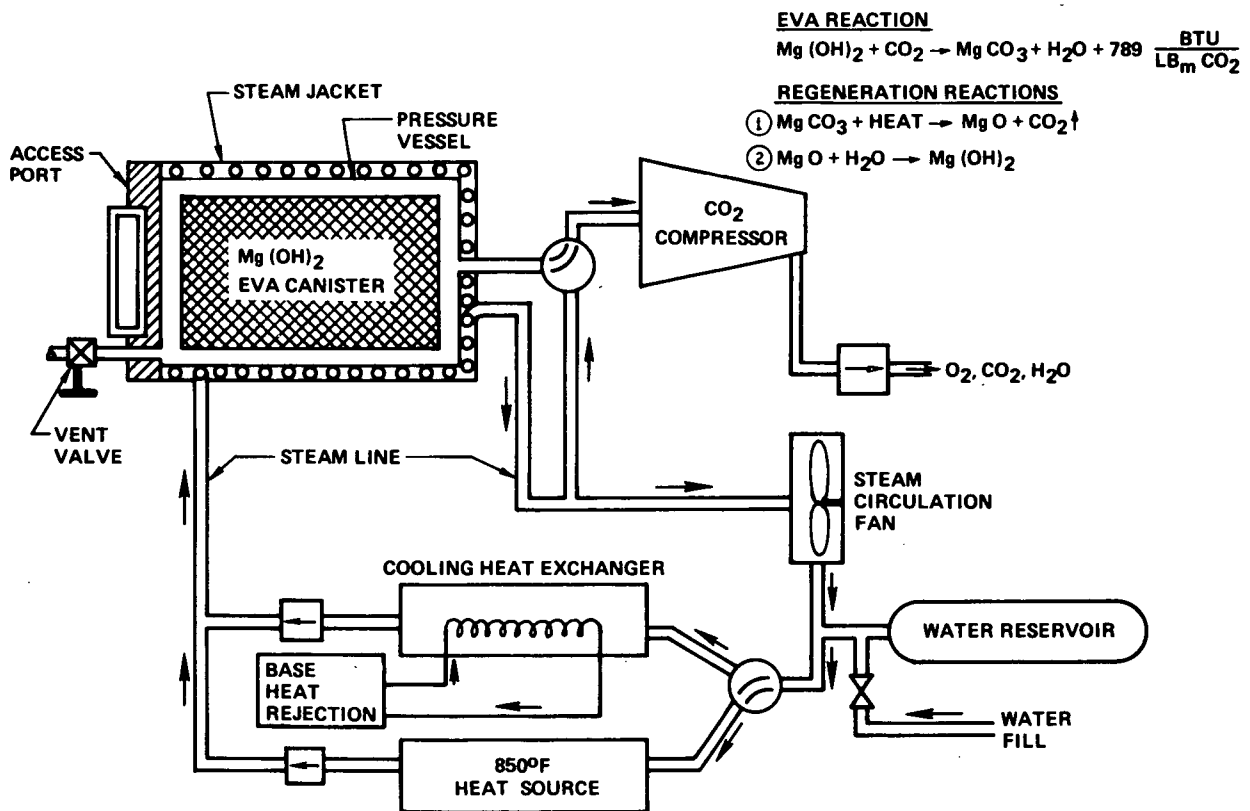 EVA REACTION
Mg (OH)2 + CO2 → Mg CO3 + H2O + 789 BTU
LBm CO2
REGENERATION REACTIONS
① Mg CO3 + HEAT → Mg O + CO2↑
② Mg O + H2O → Mg (OH)2
STEAM JACKET
PRESSURE
VESSEL
ACCESS
PORT
Mg (OH)2
EVA CANISTER
CO2
COMPRESSOR
O2, CO2, H2O
VENT
VALVE
STEAM LINE
STEAM
CIRCULATION
FAN
COOLING HEAT EXCHANGER
WATER RESERVOIR
BASE
HEAT
REJECTION
WATER
FILL
850ºF
HEAT SOURCE